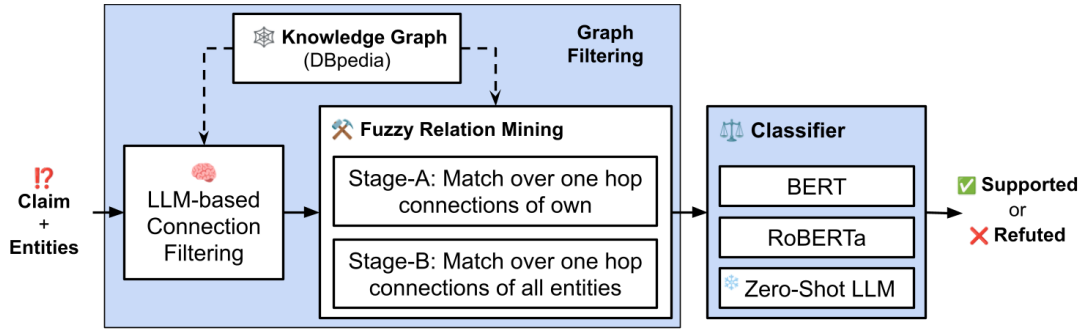 ⁉️
Claim
+
Entities
🕸️ Knowledge Graph
(DBpedia)
Graph
Filtering
🧠
LLM-based
Connection
Filtering
⚒️ Fuzzy Relation Mining
Stage-A: Match over one hop
connections of own
Stage-B: Match over one hop
connections of all entities
⚖️ Classifier
BERT
RoBERTa
❄️ Zero-Shot LLM
✅ Supported
or
❌ Refuted